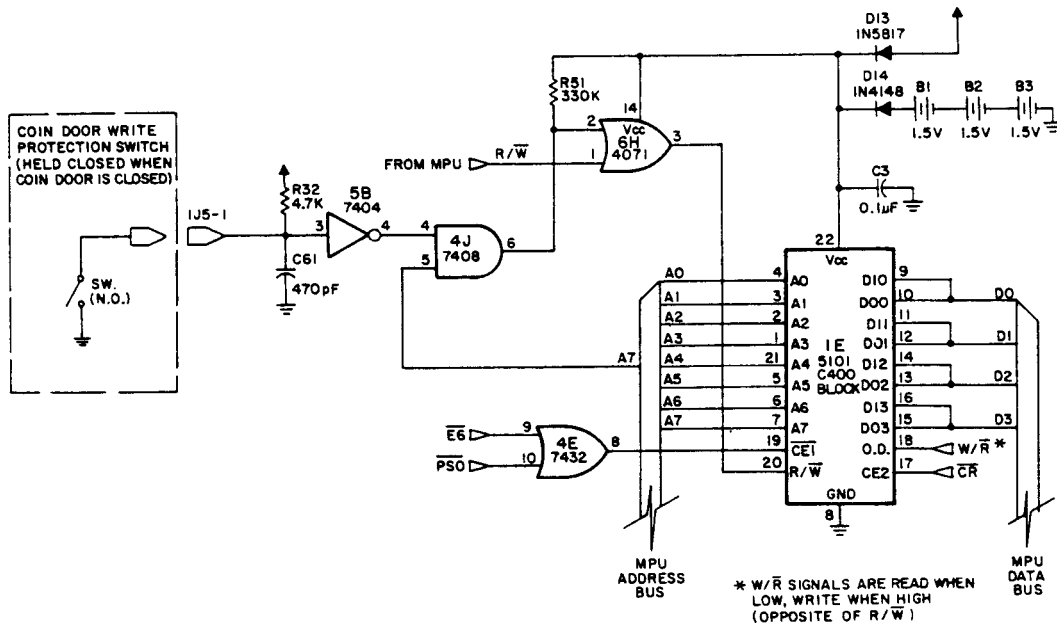 COIN DOOR WRITE
PROTECTION SWITCH
(HELD CLOSED WHEN
COIN DOOR IS CLOSED)
SW.
(N.O.)
1J5-1
R32
4.7K
C61
470pF
5B
7404
3
4
4
5
4J
7408
6
R51
330K
FROM MPU
R/W̅
2
1
14
Vcc
6H
4071
3
D13
1N5817
D14
1N4148
B1
B2
B3
1.5V
1.5V
1.5V
C3
0.1µF
22
Vcc
A0
4
A0
A1
3
A1
A2
2
A2
A3
1
A3
A7
A4
21
A4
A5
5
A5
A6
6
A6
A7
7
A7
19
C̅E̅1̅
20
R/W̅
1E
5101
C400
BLOCK
DI0
9
DO0
10
D0
DI1
11
DO1
12
D1
DI2
14
DO2
13
D2
DI3
16
DO3
15
D3
O.D.
18
W/R̅ *
CE2
17
C̅R̅
GND
8
E̅6̅
9
P̅S̅0̅
10
4E
7432
8
MPU
ADDRESS
BUS
MPU
DATA
BUS
* W/R̅ SIGNALS ARE READ WHEN
LOW, WRITE WHEN HIGH
(OPPOSITE OF R/W̅)